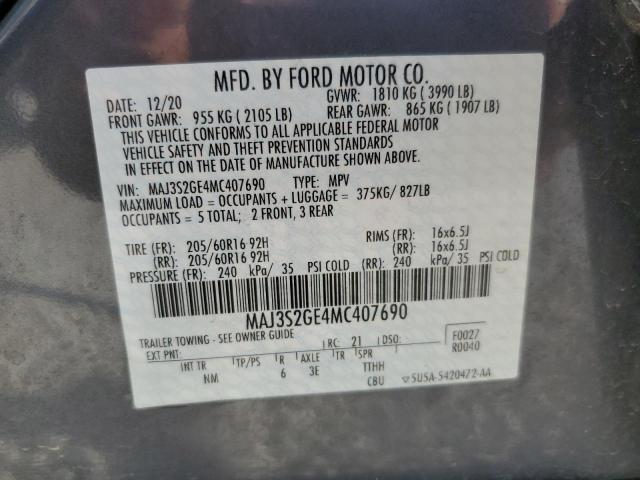 MFD. BY FORD MOTOR CO.
DATE: 12/20 GVWR: 1810 KG ( 3990 LB)
FRONT GAWR: 955 KG ( 2105 LB) REAR GAWR: 865 KG ( 1907 LB)
THIS VEHICLE CONFORMS TO ALL APPLICABLE FEDERAL MOTOR
VEHICLE SAFETY AND THEFT PREVENTION STANDARDS
IN EFFECT ON THE DATE OF MANUFACTURE SHOWN ABOVE.
VIN: MAJ3S2GE4MC407690 TYPE: MPV
MAXIMUM LOAD = OCCUPANTS + LUGGAGE = 375KG/ 827LB
OCCUPANTS = 5 TOTAL; 2 FRONT, 3 REAR
TIRE (FR): 205/60R16 92H RIMS (FR): 16x6.5J
(RR): 205/60R16 92H (RR): 16x6.5J
PRESSURE (FR): 240 kPa/ 35 PSI COLD (RR): 240 kPa/ 35 PSI COLD
MAJ3S2GE4MC407690
TRAILER TOWING - SEE OWNER GUIDE
EXT PNT: RC: 21 DSO: F0027
R0040
INT TR TP/PS R AXLE TR SPR
NM 6 3E TTHH
CBU 5U5A-5420472-AA